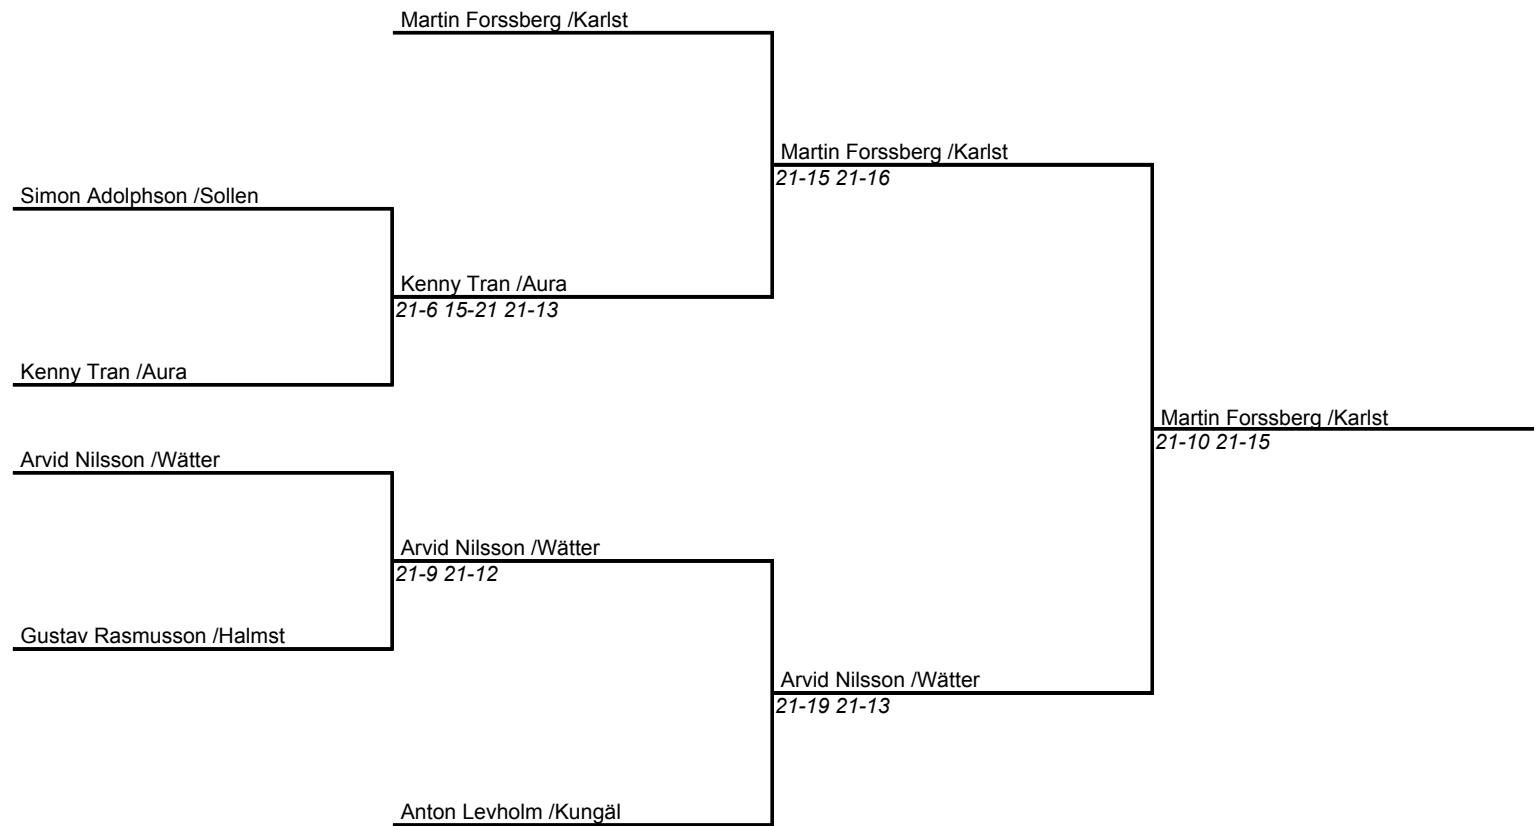 Martin Forssberg /Karlst
Martin Forssberg /Karlst
21-15 21-16
Simon Adolphson /Sollen
Kenny Tran /Aura
21-6 15-21 21-13
Kenny Tran /Aura
Martin Forssberg /Karlst
21-10 21-15
Arvid Nilsson /Wätter
Arvid Nilsson /Wätter
21-9 21-12
Gustav Rasmusson /Halmst
Arvid Nilsson /Wätter
21-19 21-13
Anton Levholm /Kungäl